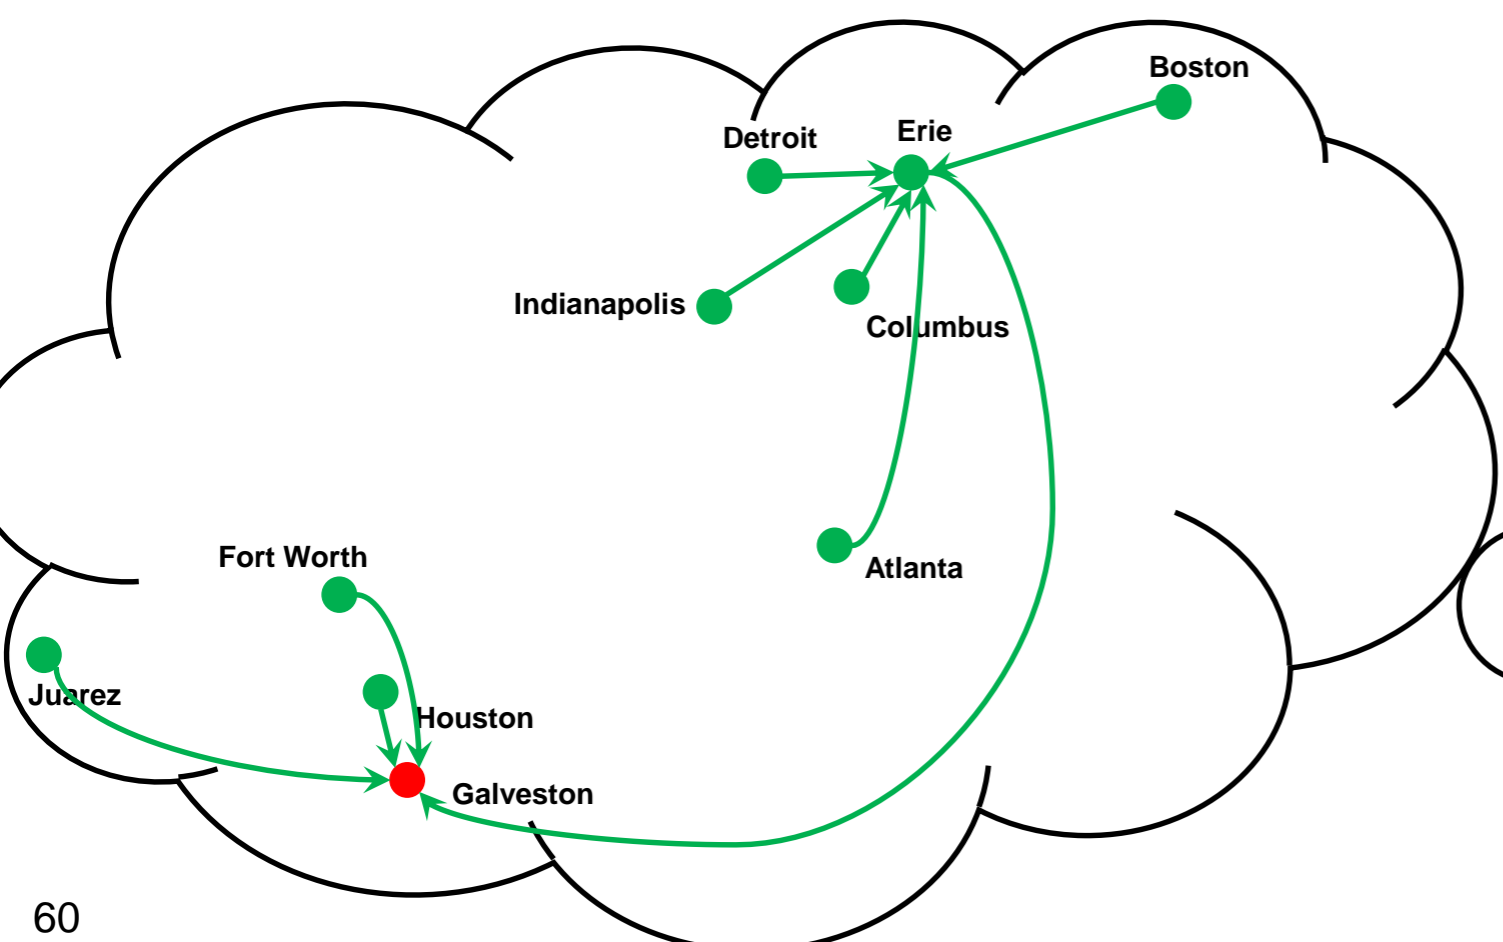 Boston
Detroit
Erie
Indianapolis
Columbus
Fort Worth
Atlanta
Juarez
Houston
Galveston
60